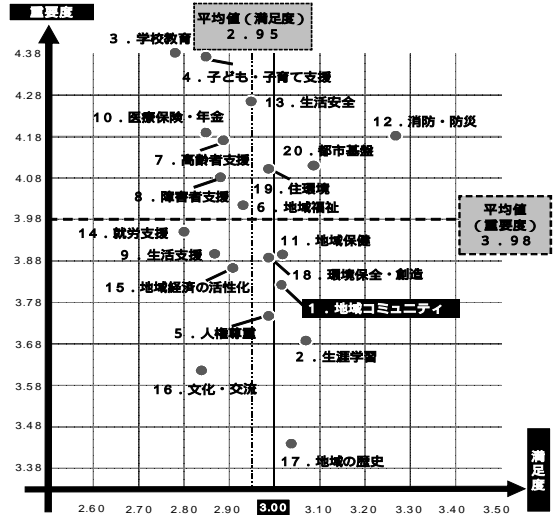 重要度
平均値（満足度）
２．９５
３．学校教育
4.38
４．子ども・子育て支援
4.28
１３．生活安全
１０．医療保険・年金
１２．消防・防災
4.18
２０．都市基盤
７．高齢者支援
4.08
１９．住環境
８．障害者支援
６．地域福祉
平均値
（重要度）
３．９８
3.98
１４．就労支援
１１．地域保健
９．生活支援
3.88
１８．環境保全・創造
１５．地域経済の活性化
3.78
１．地域コミュニティ
５．人権尊重
3.68
２．生涯学習
3.58
１６．文化・交流
3.48
１７．地域の歴史
3.38
満足度
2.60 2.70 2.80 2.90 3.00 3.10 3.20 3.30 3.40 3.50